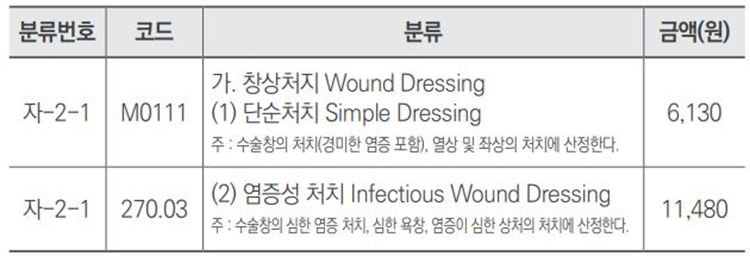 분류번호 코드 분류 금액(원)
가. 창상처지 Wound Dressing
자-2-1 M0111 (1) 단순처치 Simple Dressing 6,130
주 : 수술창의 처치(경미한 염증 포함), 열상 및 좌상의 처치에 산정한다.
자-2-1 270.03 (2) 염증성 처치 Infectious Wound Dressing 11,480
주 : 수술창의 심한 염증 처치, 심한 욕창, 염증이 심한 상처의 처치에 산정한다.